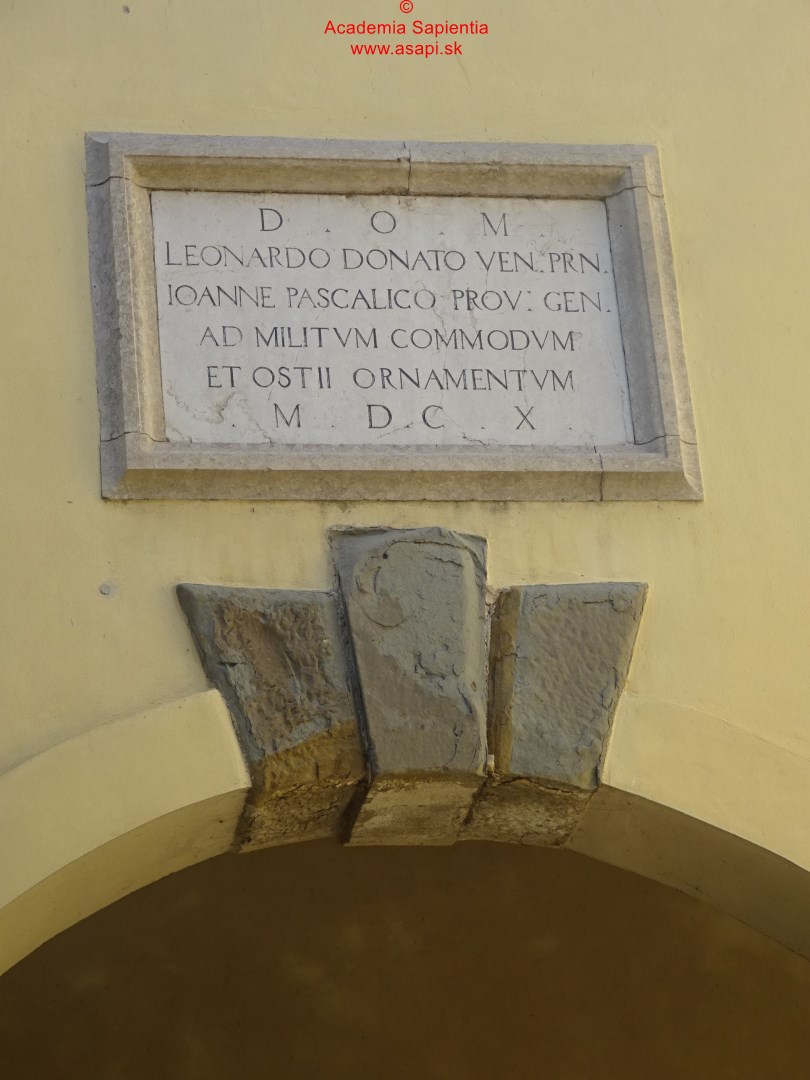 ©
Academia Sapientia
www.asapi.sk
D . O . M .
LEONARDO DONATO VEN: PRN.
IOANNE PASCALICO PROV: GEN.
AD MILITVM COMMODVM
ET OSTII ORNAMENTVM
. M . D . C . X .